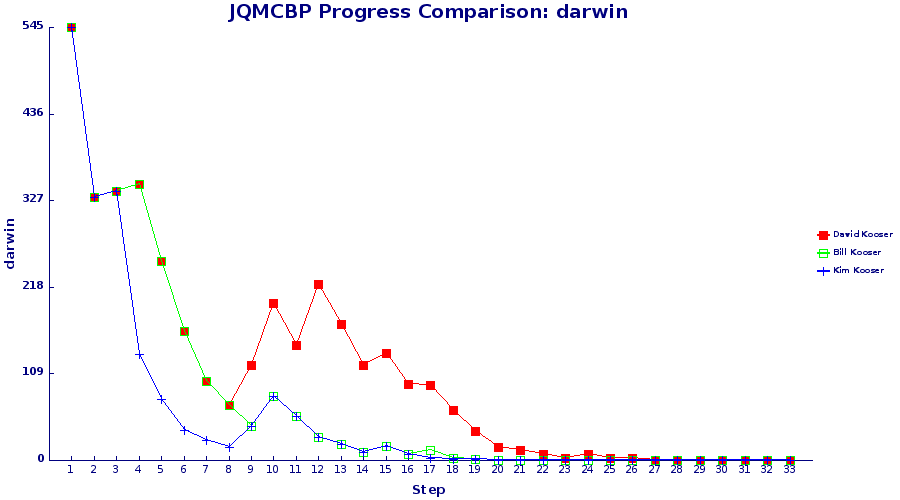 JQMCBP Progress Comparison: darwin
545
436
327
218
109
0
darwin
1 2 3 4 5 6 7 8 9 10 11 12 13 14 15 16 17 18 19 20 21 22 23 24 25 26 27 28 29 30 31 32 33
Step
David Kooser
Bill Kooser
Kim Kooser